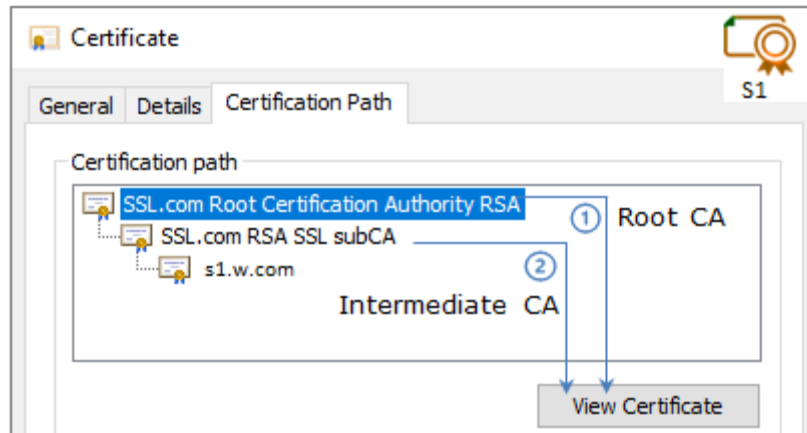 Certificate
S1
General Details Certification Path
Certification path
SSL.com Root Certification Authority RSA
1 Root CA
SSL.com RSA SSL subCA
s1.w.com
2
Intermediate CA
View Certificate